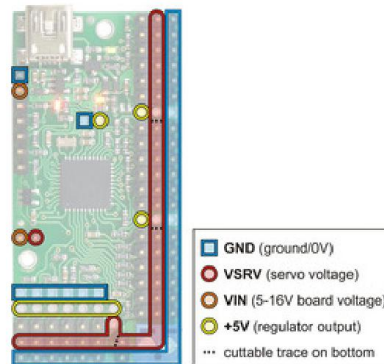 GND (ground/0V)
VSRV (servo voltage)
VIN (5-16V board voltage)
+5V (regulator output)
cuttable trace on bottom